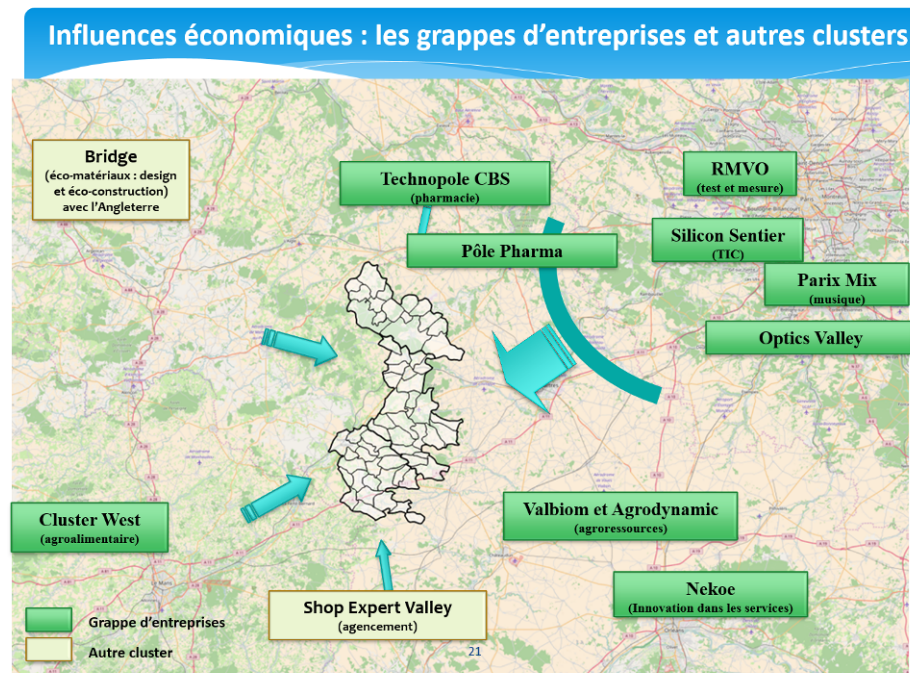 Influences économiques : les grappes d'entreprises et autres clusters
Bridge
(éco-matériaux : design
et éco-construction)
avec l'Angleterre
Technopole CBS
(pharmacie)
RMVO
(test et mesure)
Pôle Pharma
Silicon Sentier
(TIC)
Parix Mix
(musique)
Optics Valley
Cluster West
(agroalimentaire)
Valbiom et Agrodynamic
(agroressources)
Nekoe
(Innovation dans les services)
Shop Expert Valley
(agencement)
Grappe d'entreprises
Autre cluster
21
Le Mans